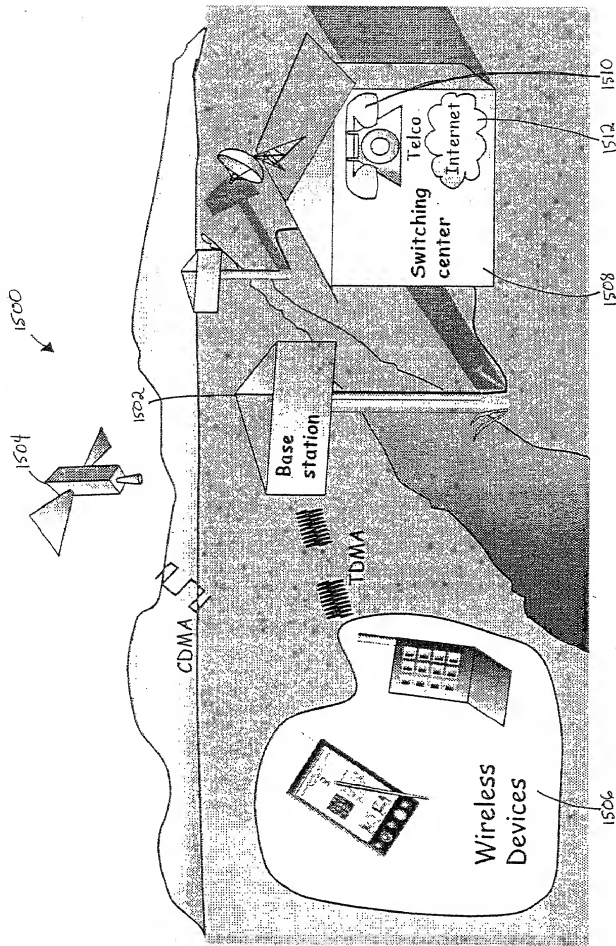 1500
1504
1502
CDMA
Base
station
TDMA
Switching
center
Telco
Internet
Wireless
Devices
1506
1508
1512
1510